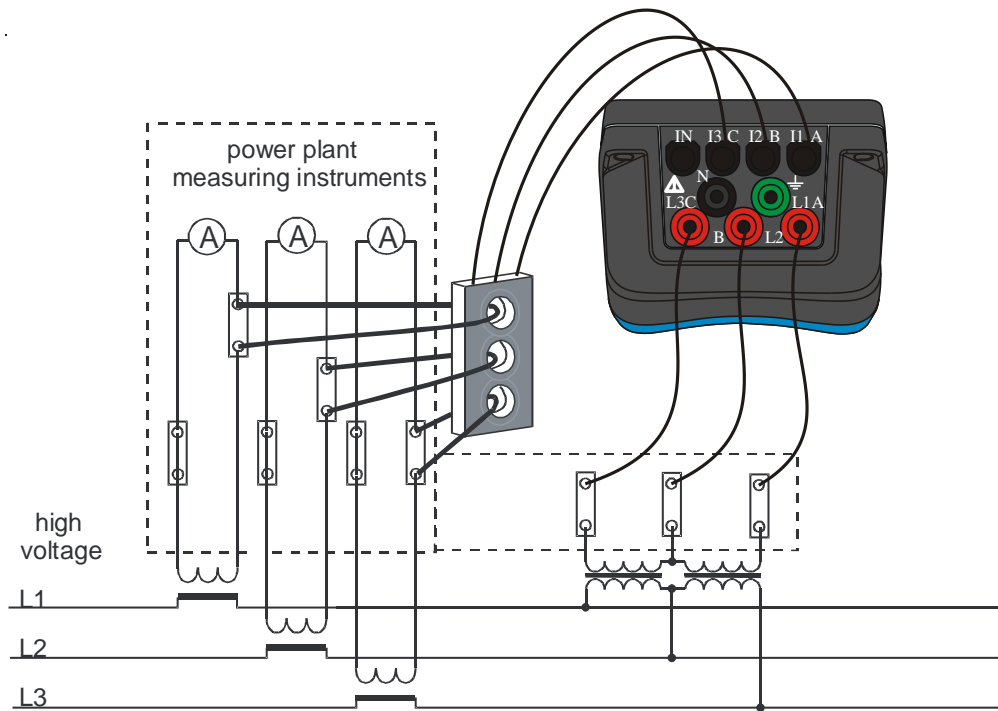 power plant
measuring instruments
A
A
A
IN I3 C I2 B I1 A
N
L3C B L2 L1A
high
voltage
L1
L2
L3